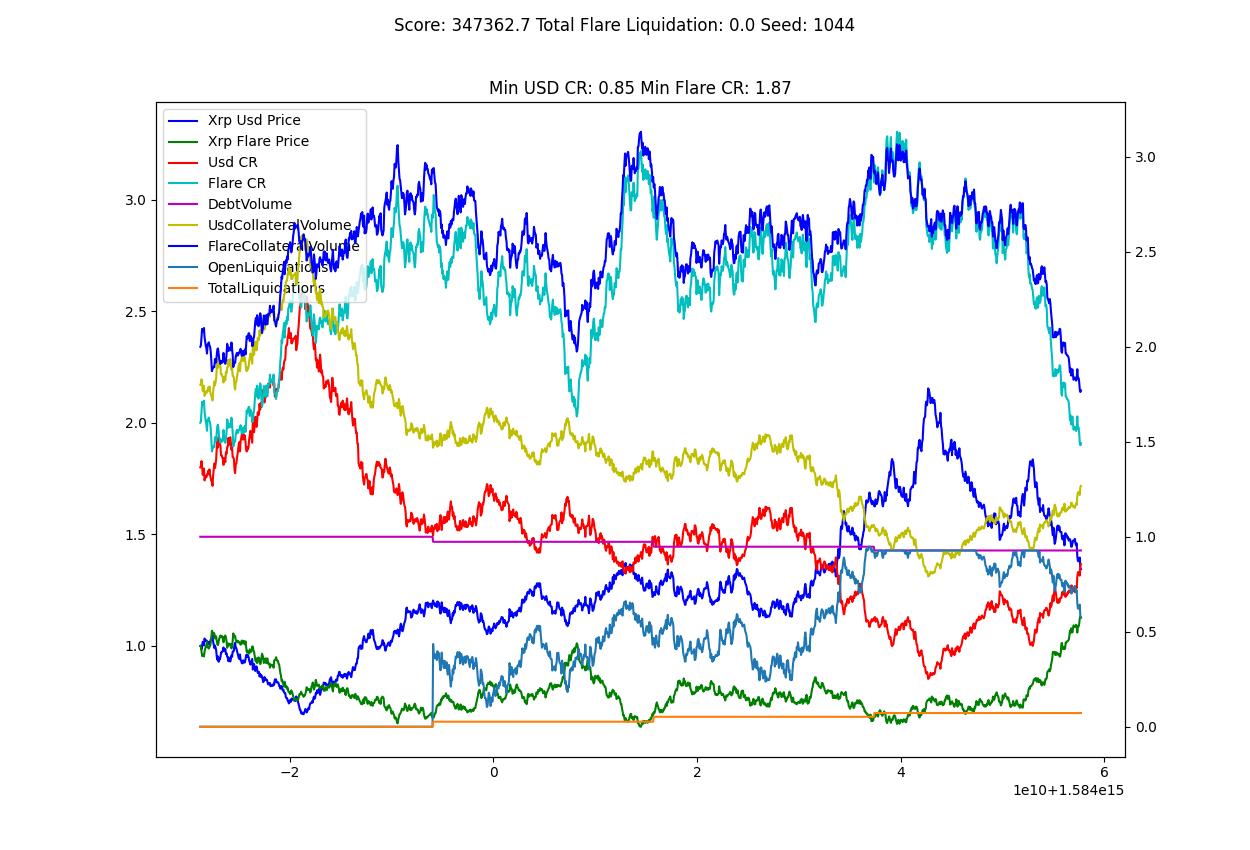 Score: 347362.7 Total Flare Liquidation: 0.0 Seed: 1044
Min USD CR: 0.85 Min Flare CR: 1.87
Xrp Usd Price
Xrp Flare Price
Usd CR
Flare CR
DebtVolume
UsdCollateralVolume
FlareCollateralVolume
OpenLiquidations
TotalLiquidations
3.0
2.5
2.0
1.5
1.0
3.0
2.5
2.0
1.5
1.0
0.5
0.0
−2
0
2
4
6
1e10+1.584e15